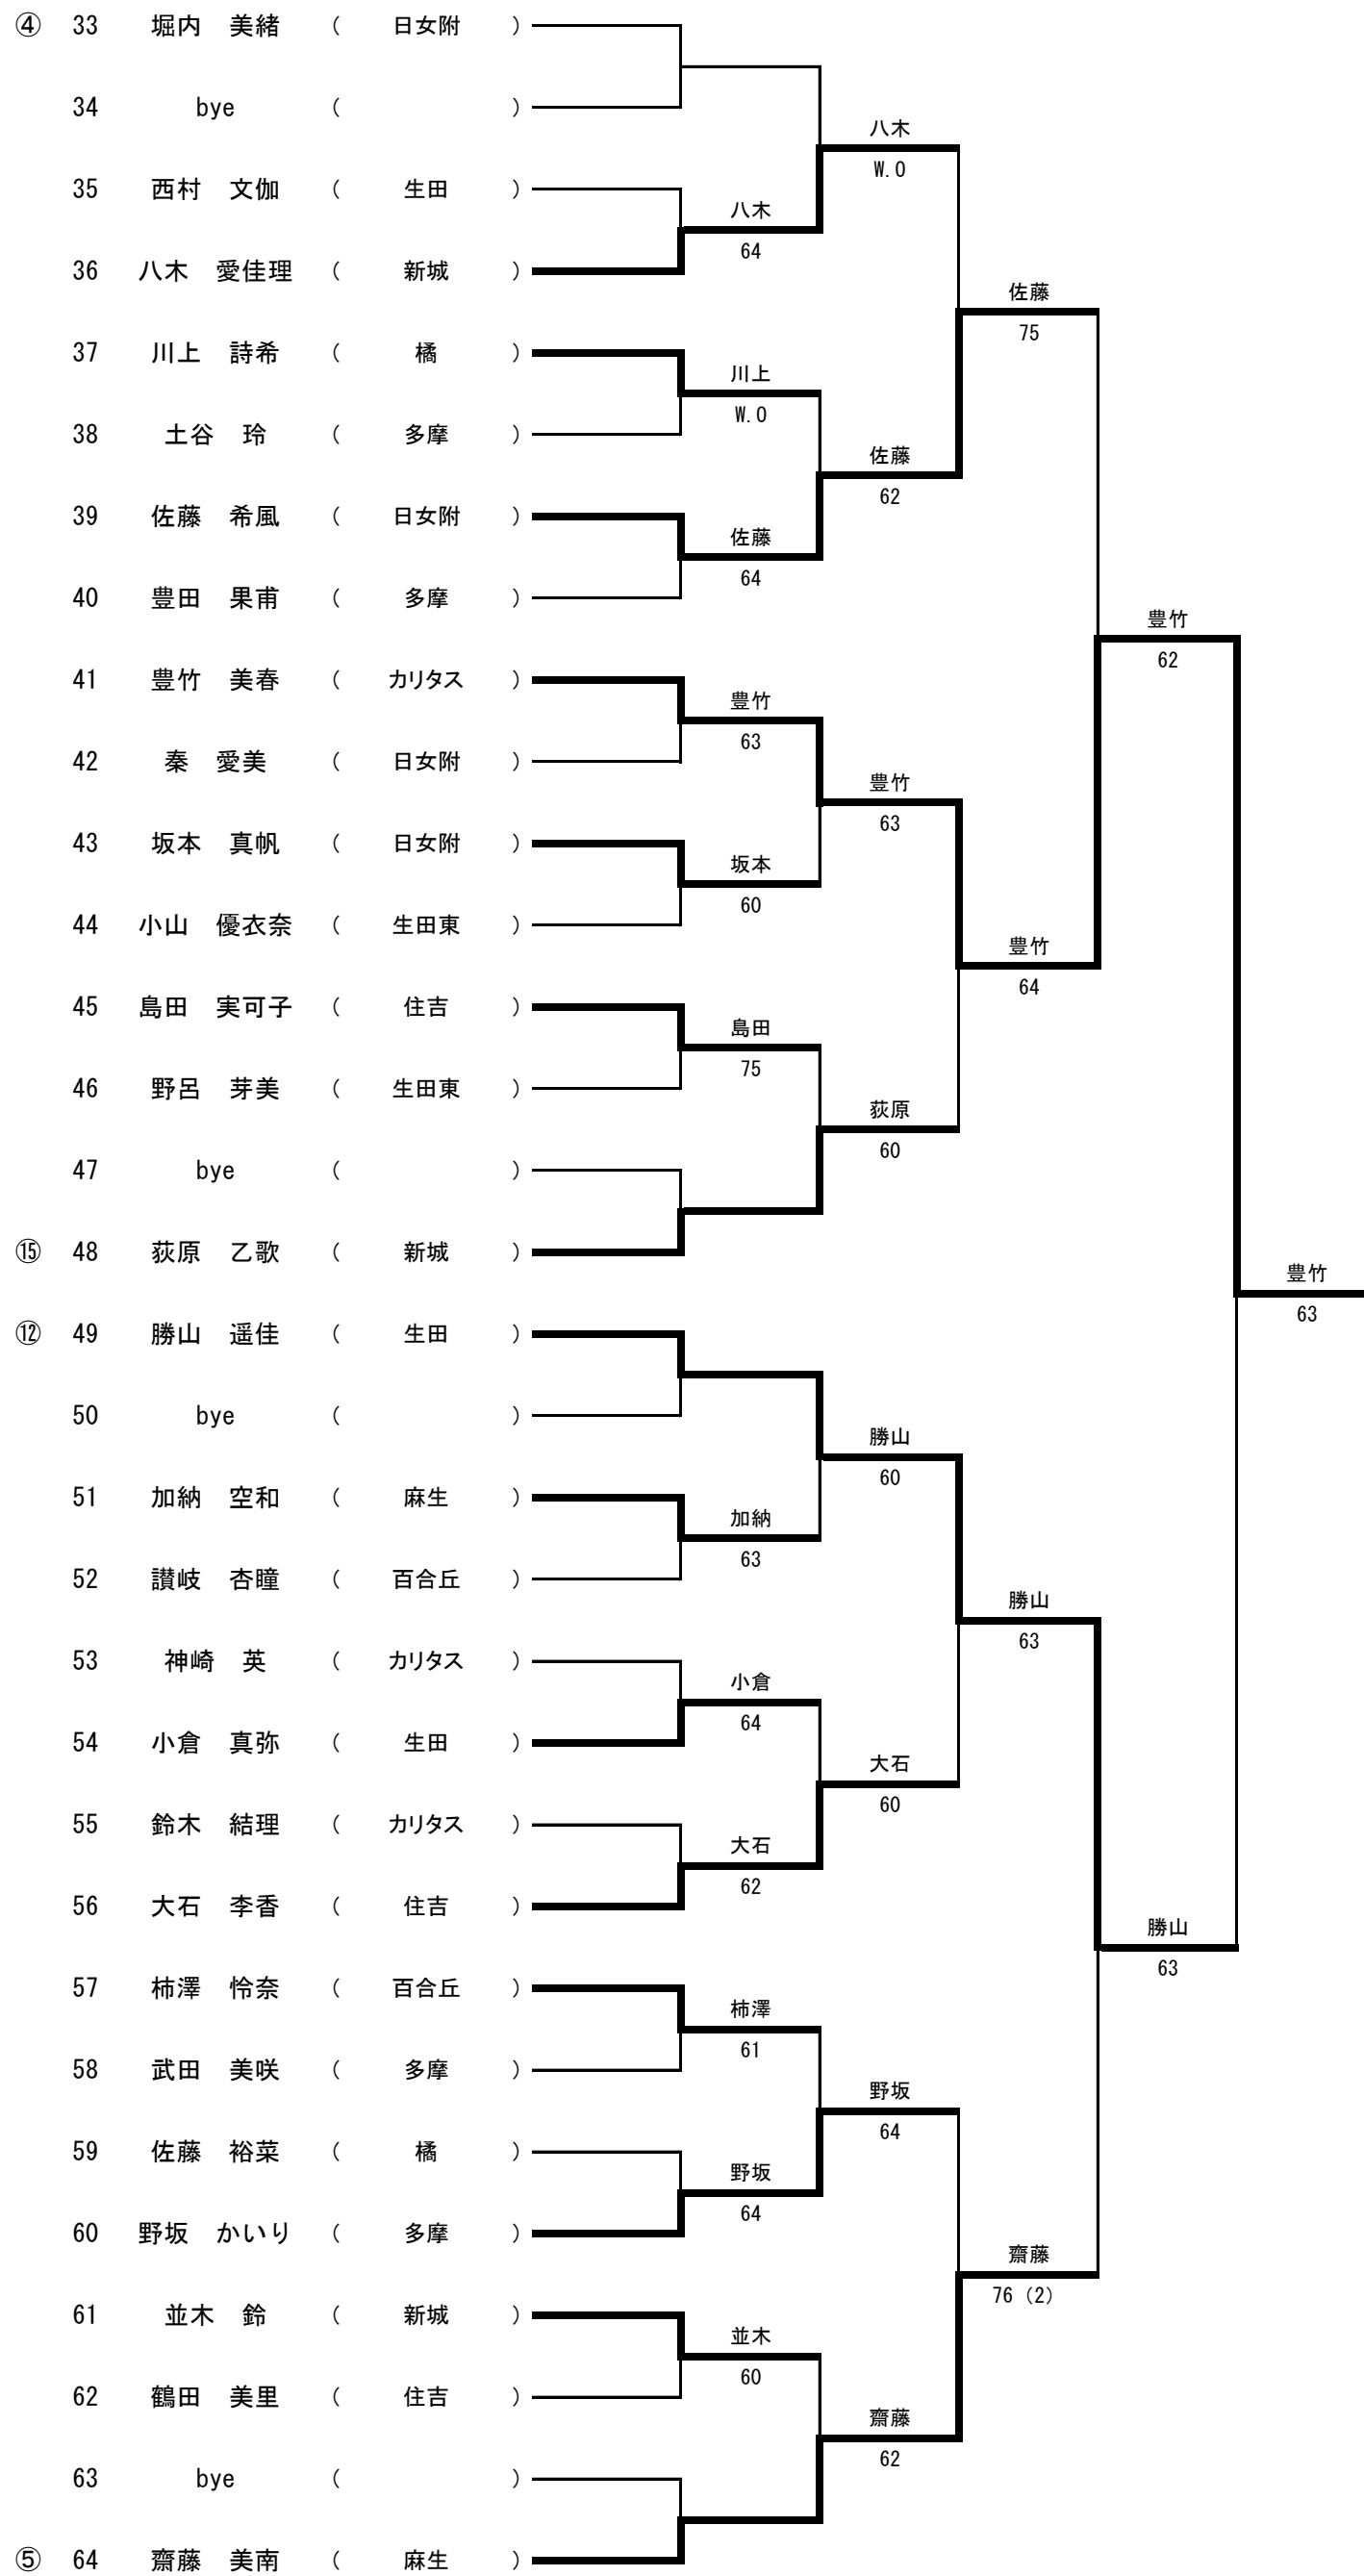 ④ 33 堀内 美緒 ( 日女附 )
34 bye ( )
八木
W.O
35 西村 文伽 ( 生田 )
八木
64
36 八木 愛佳理 ( 新城 )
佐藤
75
37 川上 詩希 ( 橘 )
川上
W.O
38 土谷 玲 ( 多摩 )
佐藤
62
39 佐藤 希風 ( 日女附 )
佐藤
64
40 豊田 果甫 ( 多摩 )
豊竹
62
41 豊竹 美春 ( カリタス )
豊竹
63
42 秦 愛美 ( 日女附 )
豊竹
63
43 坂本 真帆 ( 日女附 )
坂本
60
44 小山 優衣奈 ( 生田東 )
豊竹
64
45 島田 実可子 ( 住吉 )
島田
75
46 野呂 芽美 ( 生田東 )
荻原
60
47 bye ( )
⑮ 48 荻原 乙歌 ( 新城 )
豊竹
63
⑫ 49 勝山 遥佳 ( 生田 )
50 bye ( )
勝山
60
51 加納 空和 ( 麻生 )
加納
63
52 讃岐 杏瞳 ( 百合丘 )
勝山
63
53 神崎 英 ( カリタス )
小倉
64
54 小倉 真弥 ( 生田 )
大石
60
55 鈴木 結理 ( カリタス )
大石
62
56 大石 李香 ( 住吉 )
勝山
63
57 柿澤 怜奈 ( 百合丘 )
柿澤
61
58 武田 美咲 ( 多摩 )
野坂
64
59 佐藤 裕菜 ( 橘 )
野坂
64
60 野坂 かいり ( 多摩 )
齋藤
76 (2)
61 並木 鈴 ( 新城 )
並木
60
62 鶴田 美里 ( 住吉 )
齋藤
62
63 bye ( )
⑤ 64 齋藤 美南 ( 麻生 )